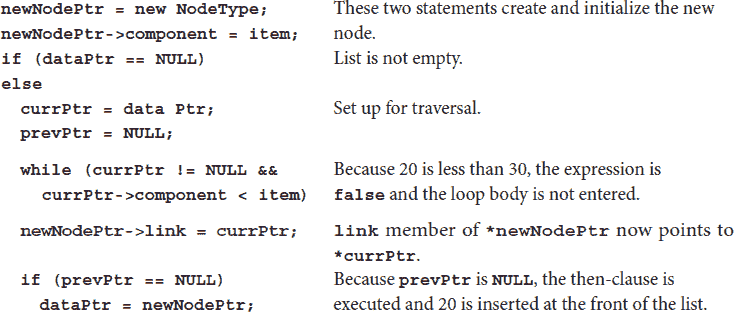 newNodePtr = new NodeType; These two statements create and initialize the new
newNodePtr->component = item; node.
if (dataPtr == NULL) List is not empty.
else
currPtr = data Ptr; Set up for traversal.
prevPtr = NULL;
while (currPtr != NULL && Because 20 is less than 30, the expression is
currPtr->component < item) false and the loop body is not entered.
newNodePtr->link = currPtr; link member of *newNodePtr now points to
*currPtr.
if (prevPtr == NULL) Because prevPtr is NULL, the then-clause is
dataPtr = newNodePtr; executed and 20 is inserted at the front of the list.